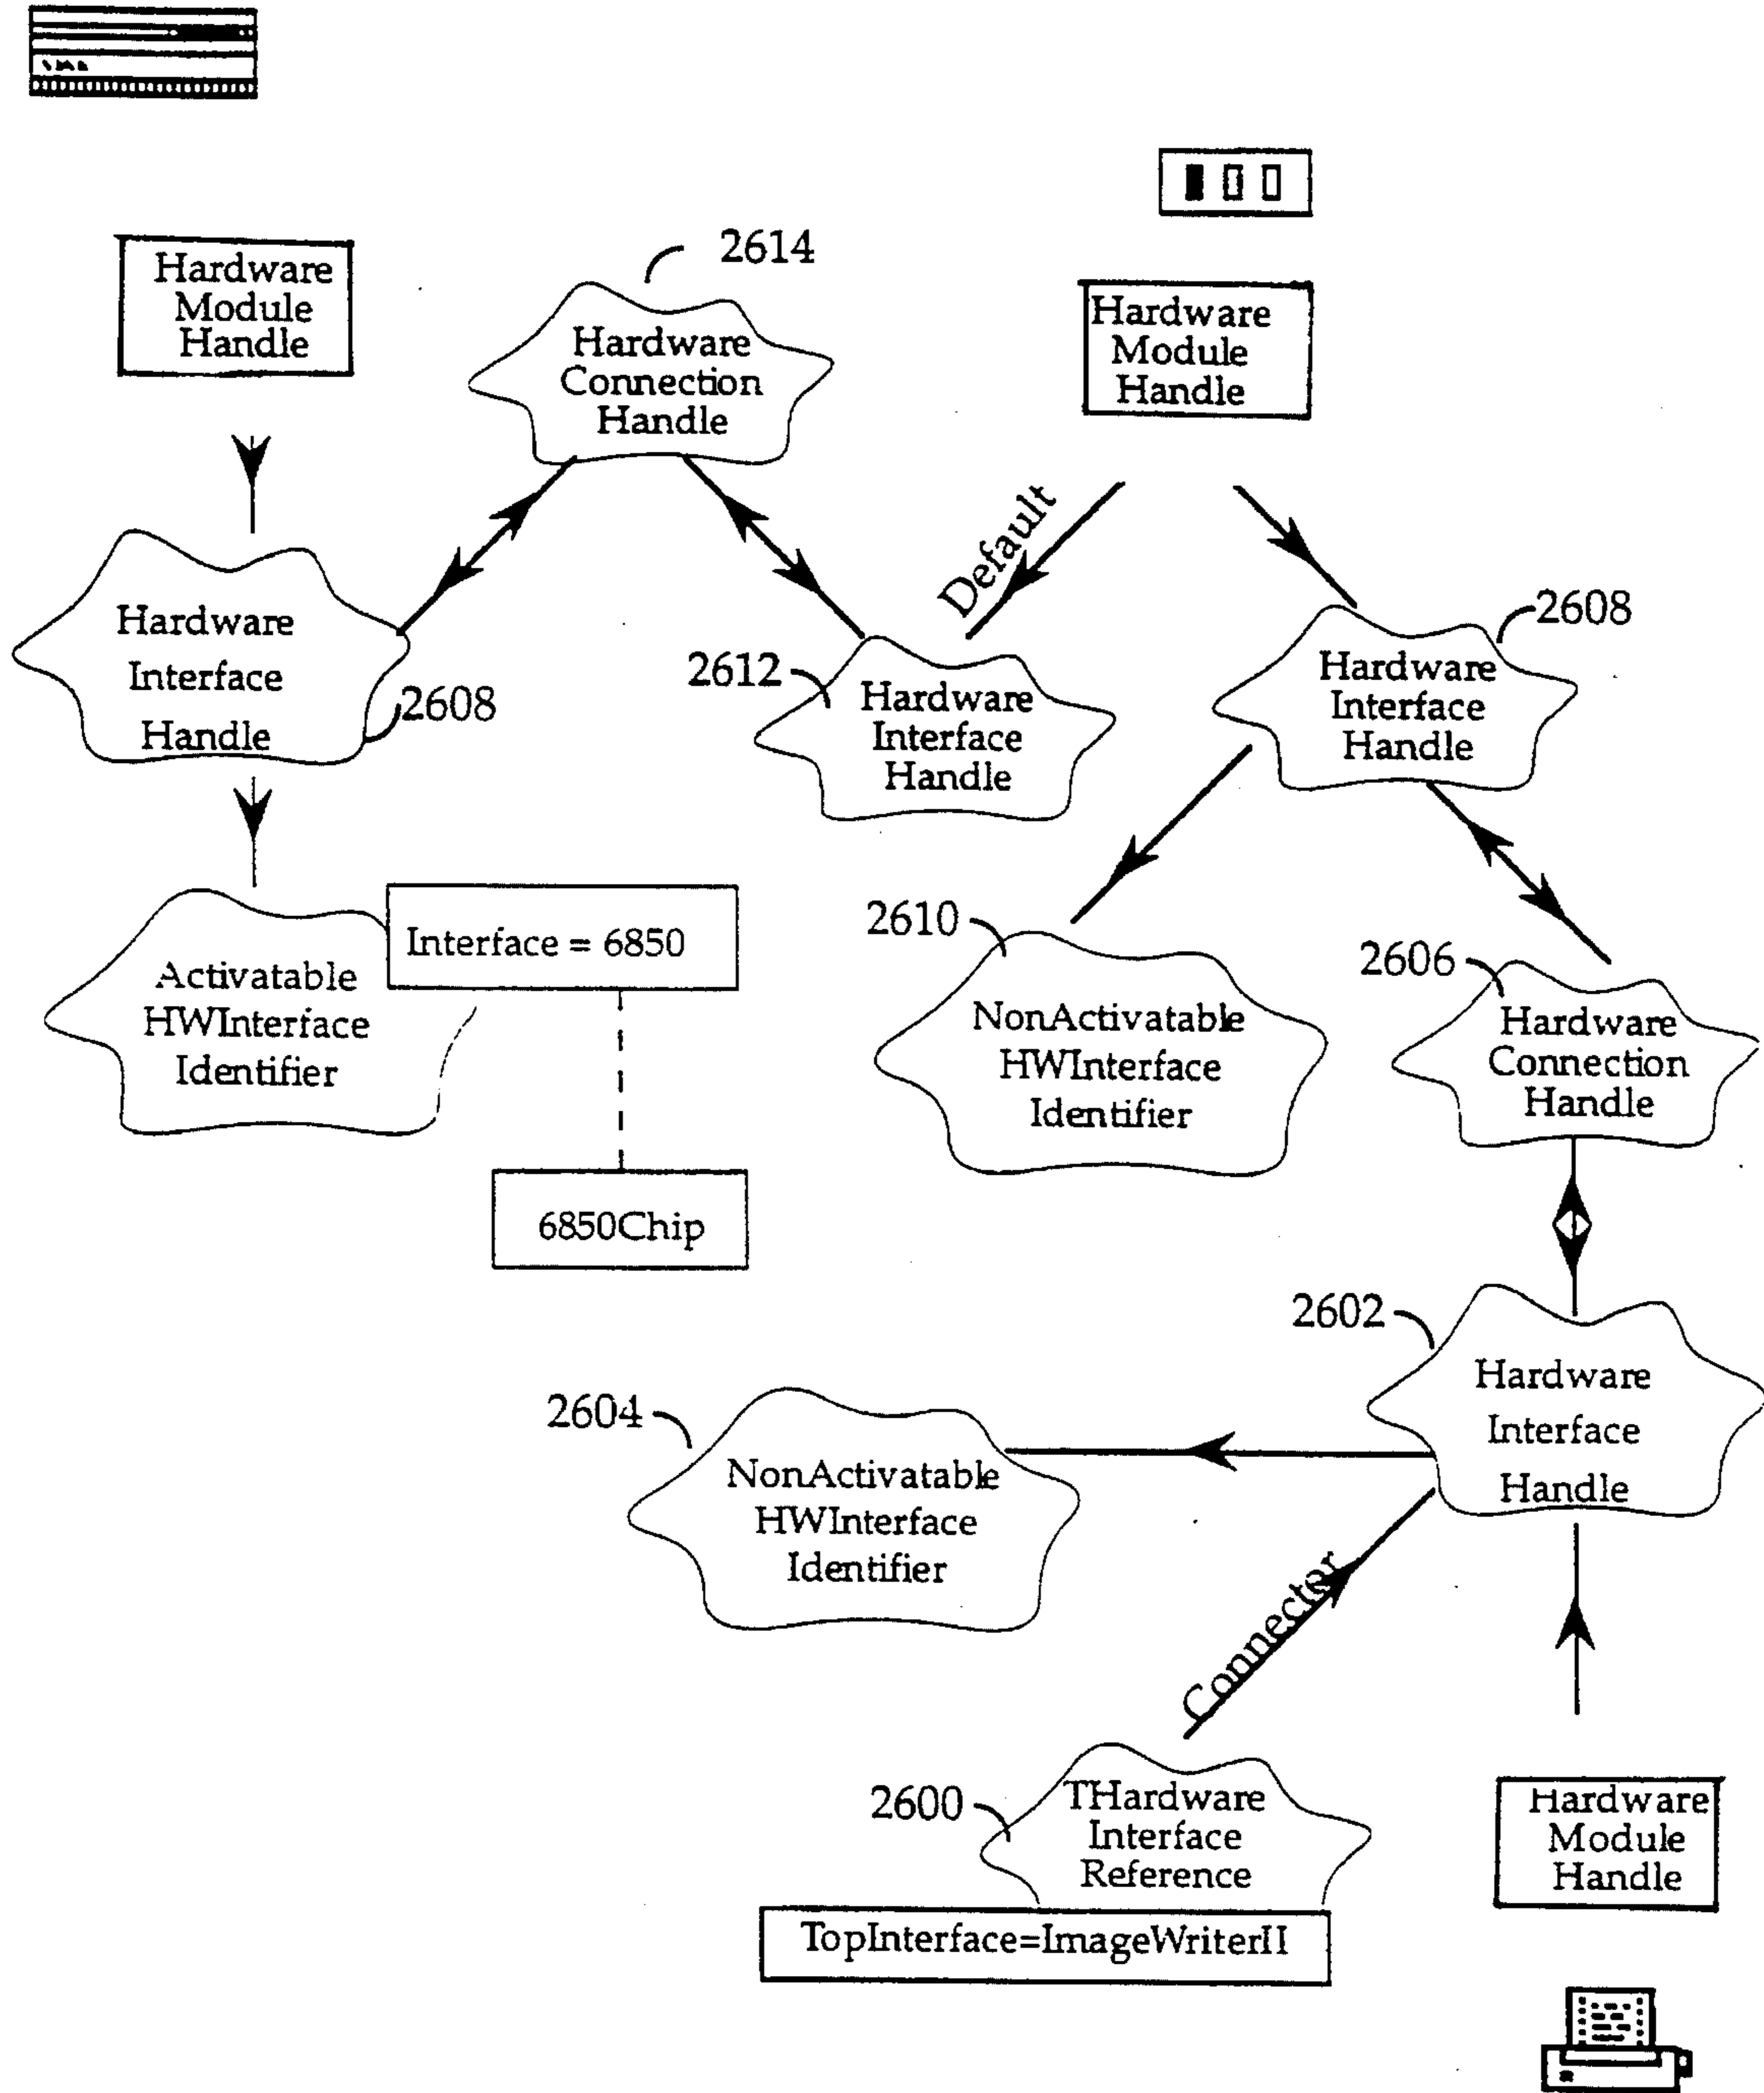 2614
Hardware
Module
Handle
Hardware
Connection
Handle
Hardware
Module
Handle
Default
2608
Hardware
Interface
Handle
2608
2612
Hardware
Interface
Handle
Hardware
Interface
Handle
Interface = 6850
Activatable
HWInterface
Identifier
6850Chip
2610
NonActivatable
HWInterface
Identifier
2606
Hardware
Connection
Handle
2602
Hardware
Interface
Handle
2604
NonActivatable
HWInterface
Identifier
Connector
2600
THardware
Interface
Reference
TopInterface=ImageWriterII
Hardware
Module
Handle